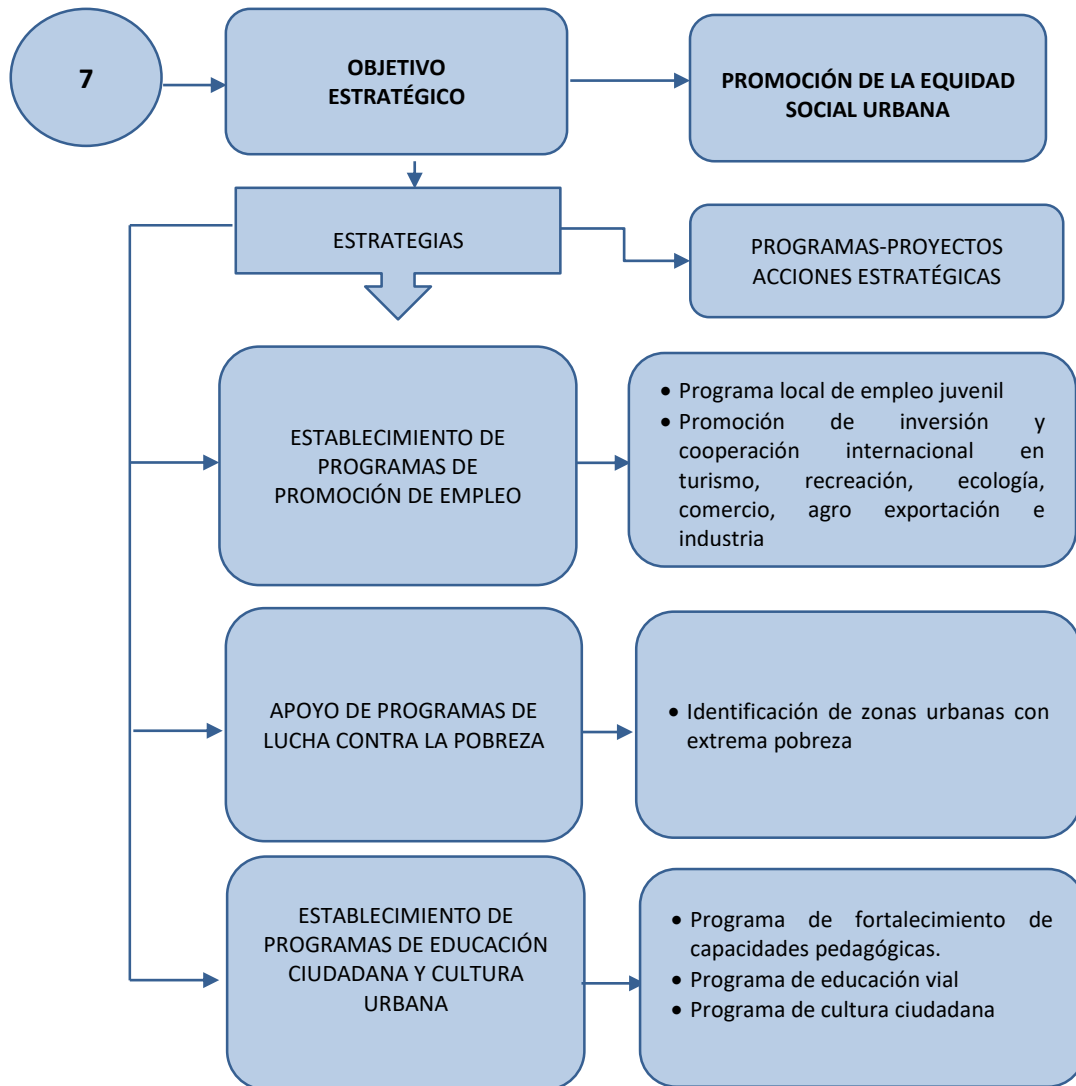 7
OBJETIVO
ESTRATÉGICO
PROMOCIÓN DE LA EQUIDAD
SOCIAL URBANA
ESTRATEGIAS
PROGRAMAS-PROYECTOS
ACCIONES ESTRATÉGICAS
ESTABLECIMIENTO DE
PROGRAMAS DE
PROMOCIÓN DE EMPLEO
• Programa local de empleo juvenil
• Promoción de inversión y
cooperación internacional en
turismo, recreación, ecología,
comercio, agro exportación e
industria
APOYO DE PROGRAMAS DE
LUCHA CONTRA LA POBREZA
• Identificación de zonas urbanas con
extrema pobreza
ESTABLECIMIENTO DE
PROGRAMAS DE EDUCACIÓN
CIUDADANA Y CULTURA
URBANA
• Programa de fortalecimiento de
capacidades pedagógicas.
• Programa de educación vial
• Programa de cultura ciudadana